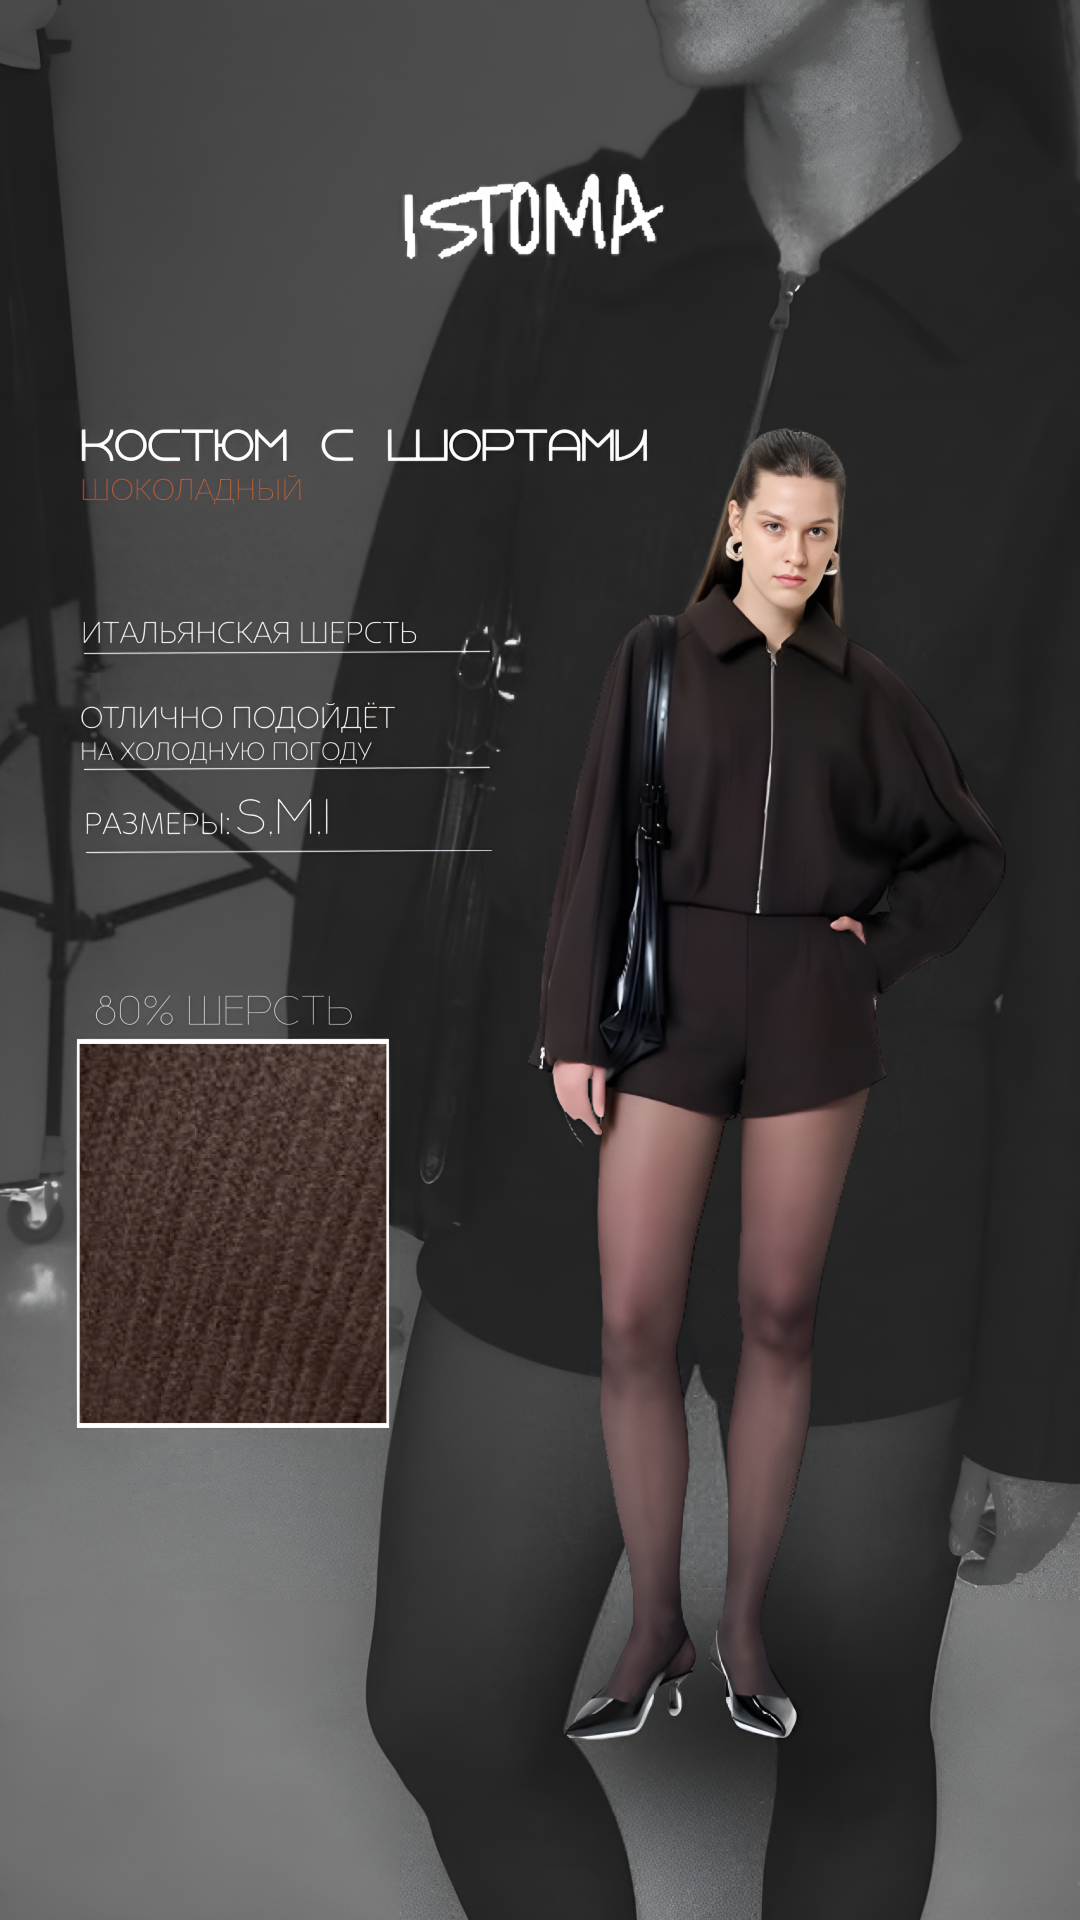 ISTOMA
КОСТЮМ С ШОРТАМИ
ШОКОЛАДНЫЙ
ИТАЛЬЯНСКАЯ ШЕРСТЬ
ОТЛИЧНО ПОДОЙДЁТ
НА ХОЛОДНУЮ ПОГОДУ
РАЗМЕРЫ: S,M,l
80% ШЕРСТЬ